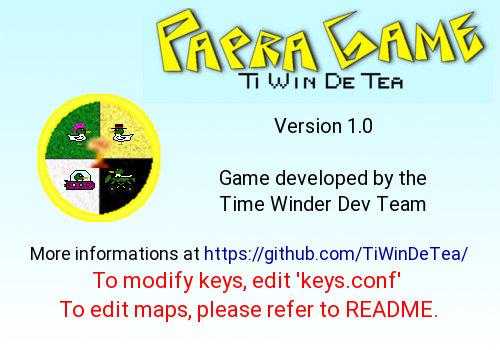 PAPRA GAME
TI WIN DE TEA
Version 1.0
Game developed by the
Time Winder Dev Team
More informations at https://github.com/TiWinDeTea/
To modify keys, edit 'keys.conf'
To edit maps, please refer to README.